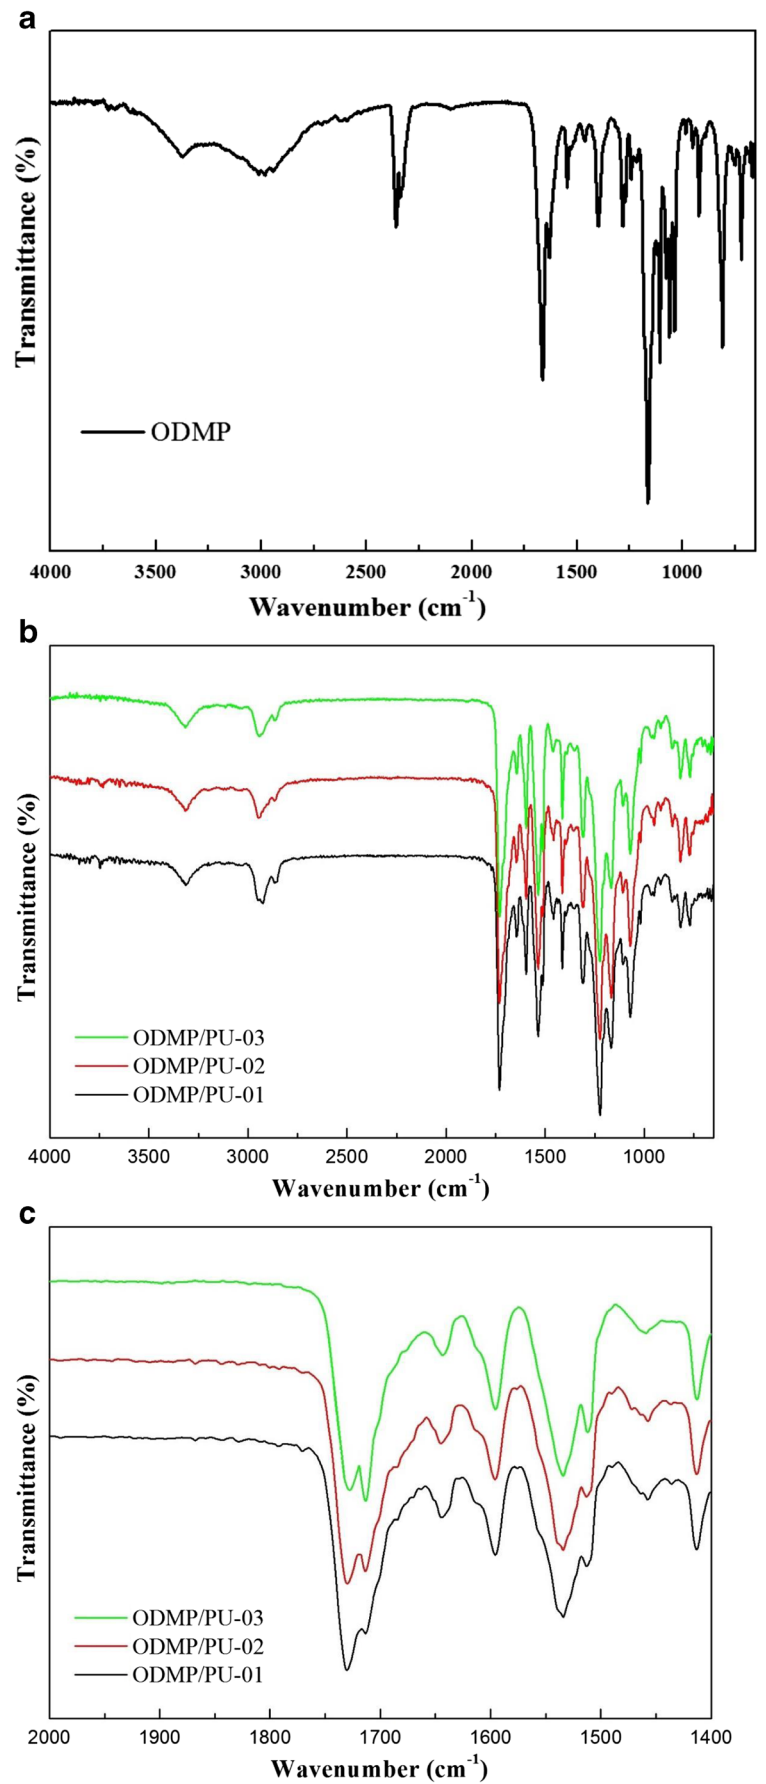 a
Transmittance (%)
ODMP
4000 3500 3000 2500 2000 1500 1000
Wavenumber (cm⁻¹)
b
Transmittance (%)
ODMP/PU-03
ODMP/PU-02
ODMP/PU-01
4000 3500 3000 2500 2000 1500 1000
Wavenumber (cm⁻¹)
c
Transmittance (%)
ODMP/PU-03
ODMP/PU-02
ODMP/PU-01
2000 1900 1800 1700 1600 1500 1400
Wavenumber (cm⁻¹)